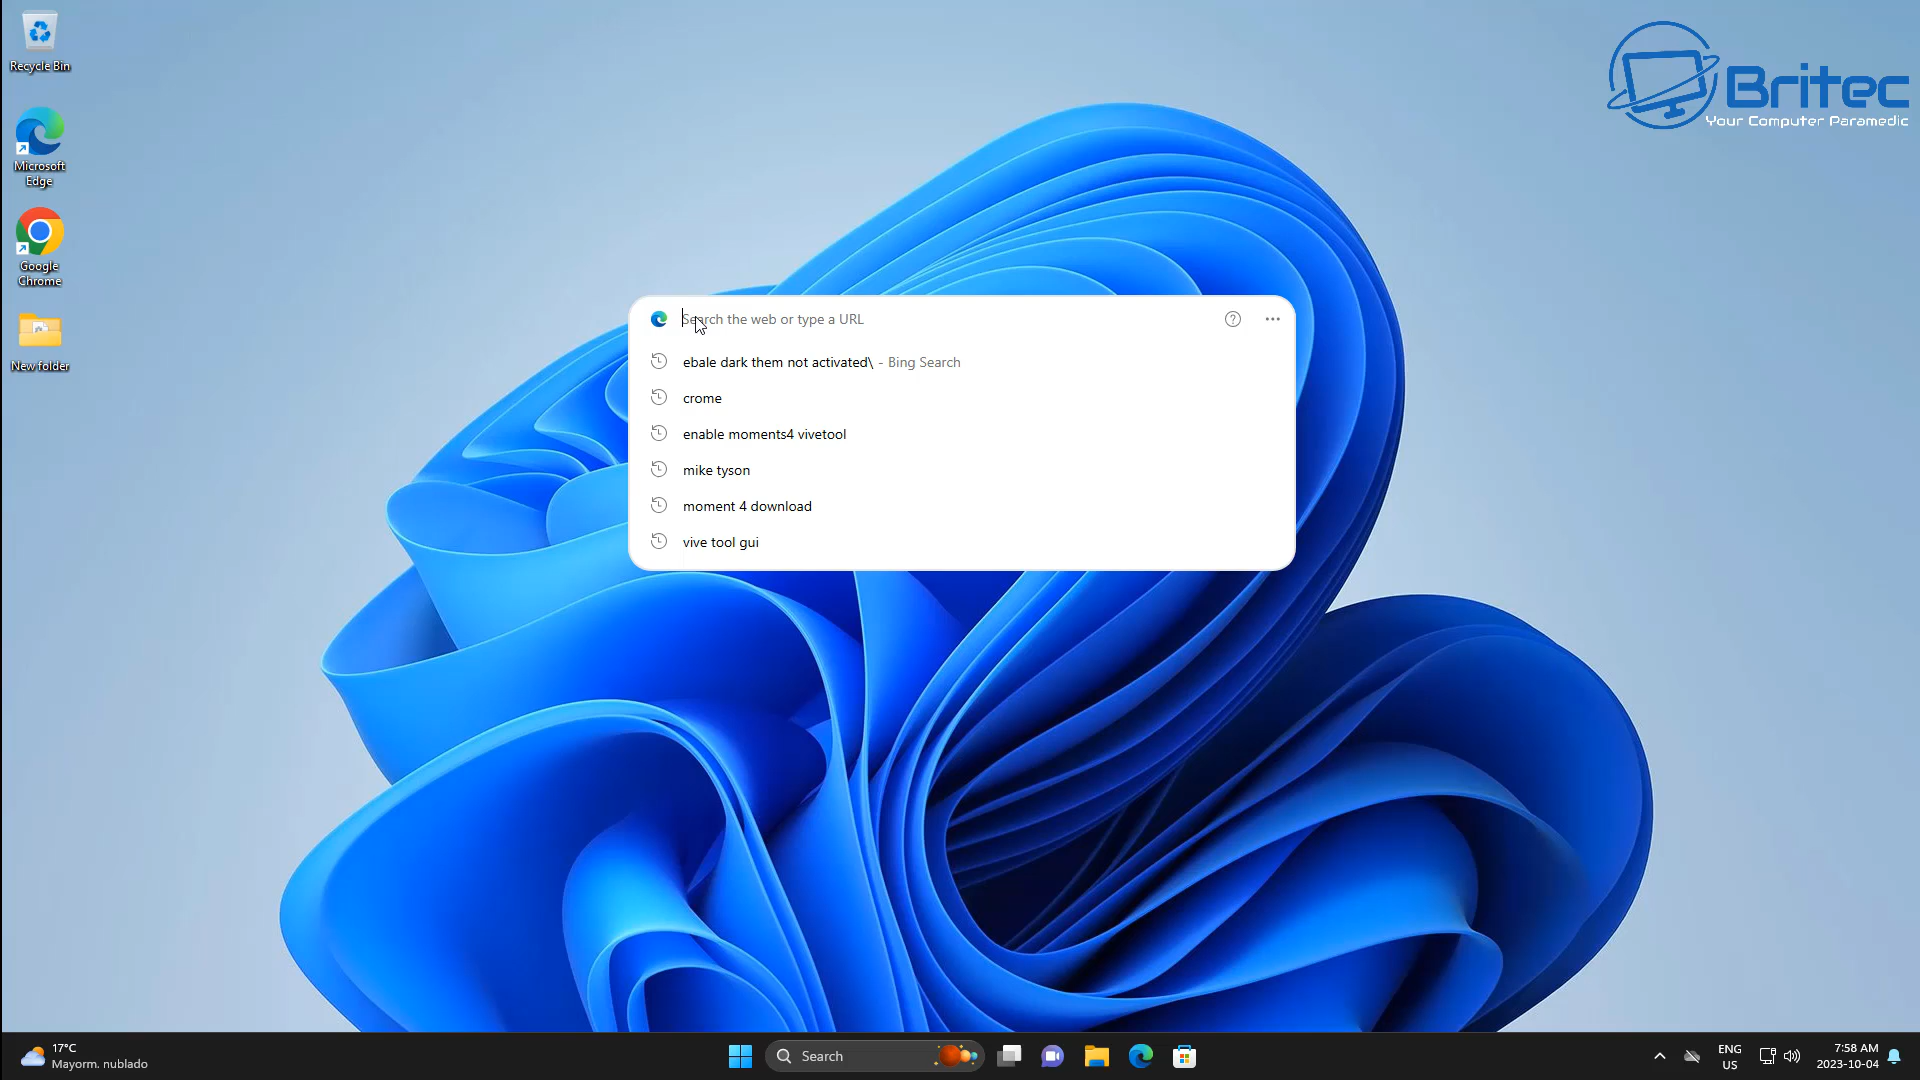 Recycle Bin
Microsoft
Edge
Google
Chrome
New folder
Britec
Your Computer Paramedic
Search the web or type a URL
ebale dark them not activated\ - Bing Search
crome
enable moments4 vivetool
mike tyson
moment 4 download
vive tool gui
17°C
Mayorm. nublado
Search
ENG
US
7:58 AM
2023-10-04